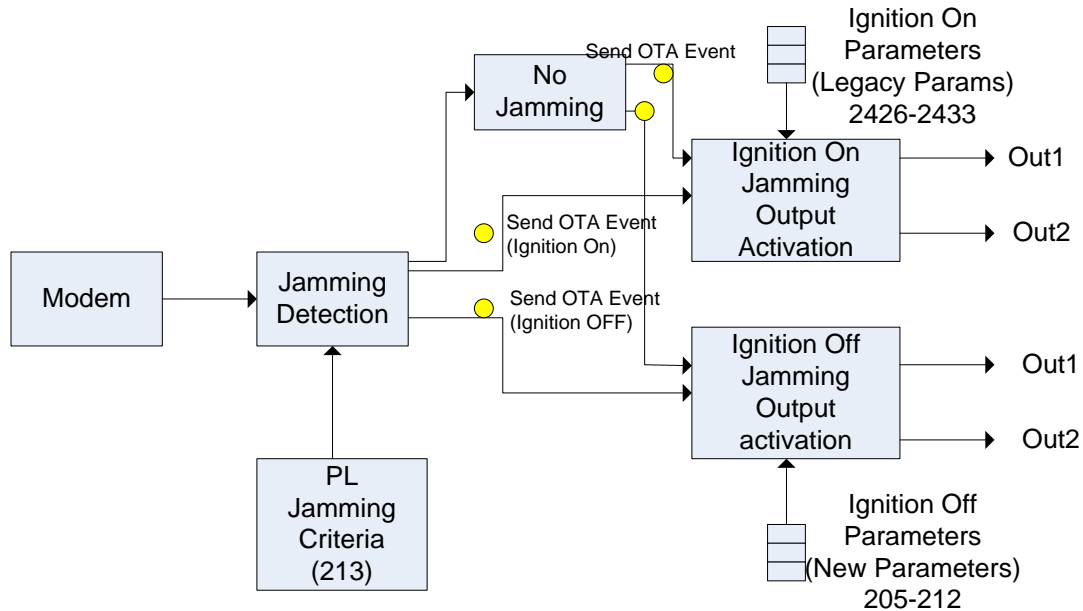 Ignition On
Parameters
(Legacy Params)
2426-2433
Send OTA Event
No
Jamming
Ignition On
Jamming
Output
Activation
Out1
Out2
Send OTA Event
(Ignition On)
Modem
Jamming
Detection
Send OTA Event
(Ignition OFF)
Ignition Off
Jamming
Output
activation
Out1
Out2
PL
Jamming
Criteria
(213)
Ignition Off
Parameters
(New Parameters)
205-212